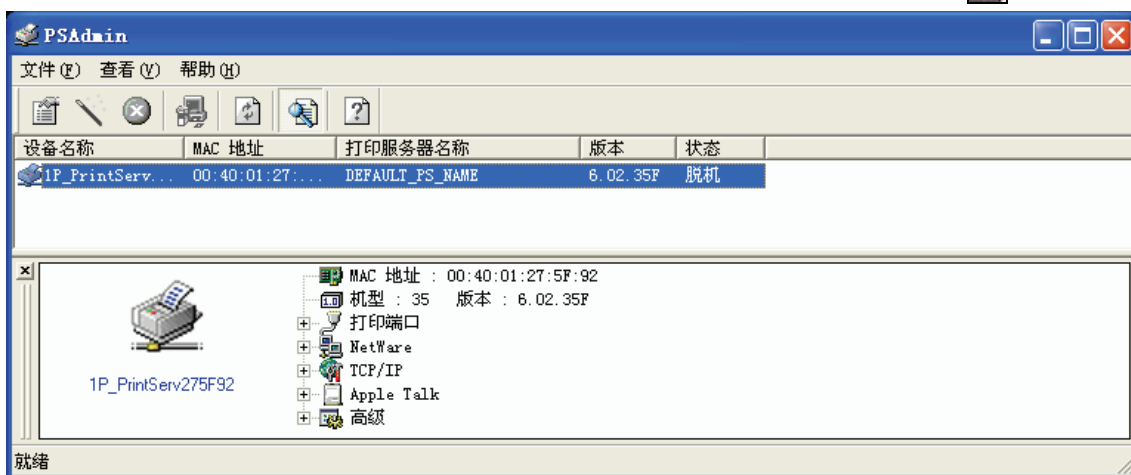 PSAdmin
文件(F) 查看(V) 帮助(H)
设备名称 MAC 地址 打印服务器名称 版本 状态
1P_PrintServ... 00:40:01:27:... DEFAULT_PS_NAME 6.02.35F 脱机
MAC 地址 : 00:40:01:27:5F:92
1.0 机型 : 35 版本 : 6.02.35F
打印端口
NetWare
TCP/IP
Apple Talk
高级
1P_PrintServ275F92
就绪